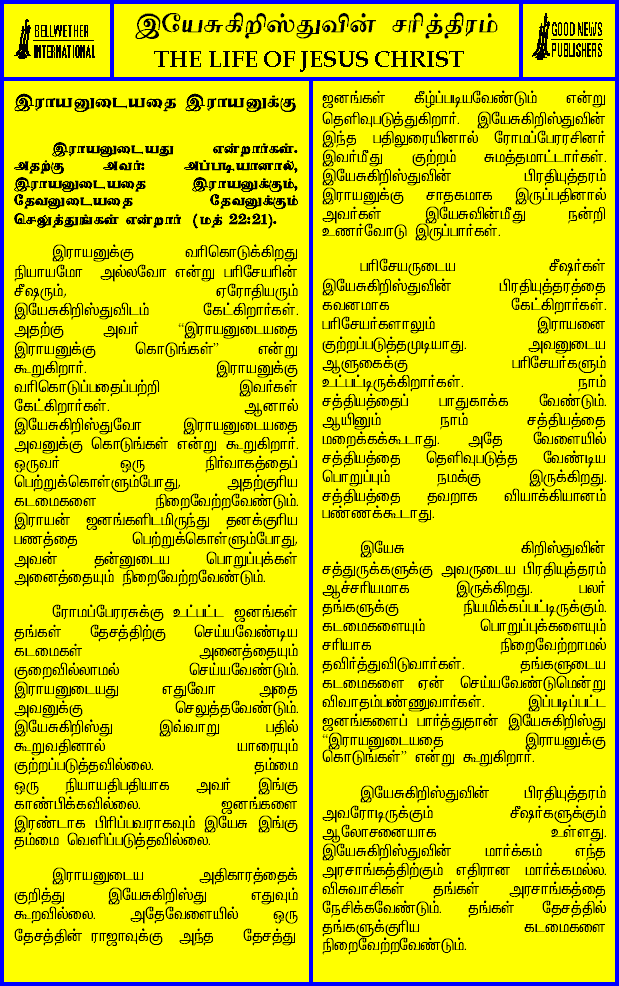 BELLWETHER
INTERNATIONAL
இயேசுகிறிஸ்துவின் சரித்திரம்
THE LIFE OF JESUS CHRIST
GOOD NEWS
PUBLISHERS
இராயனுடையதை இராயனுக்கு
இராயனுடையது என்றார்கள்.
அதற்கு அவர்: அப்படியானால்,
இராயனுடையதை இராயனுக்கும்,
தேவனுடையதை தேவனுக்கும்
செலுத்துங்கள் என்றார் (மத் 22:21).
இராயனுக்கு வரிகொடுக்கிறது
நியாயமோ அல்லவோ என்று பரிசேயரின்
சீஷரும், ஏரோதியரும்
இயேசுகிறிஸ்துவிடம் கேட்கிறார்கள்.
அதற்கு அவர் “இராயனுடையதை
இராயனுக்கு கொடுங்கள்” என்று
கூறுகிறார். இராயனுக்கு
வரிகொடுப்பதைப்பற்றி இவர்கள்
கேட்கிறார்கள். ஆனால்
இயேசுகிறிஸ்துவோ இராயனுடையதை
அவனுக்கு கொடுங்கள் என்று கூறுகிறார்.
ஒருவர் ஒரு நிர்வாகத்தைப்
பெற்றுக்கொள்ளும்போது, அதற்குரிய
கடமைகளை நிறைவேற்றவேண்டும்.
இராயன் ஜனங்களிடமிருந்து தனக்குரிய
பணத்தை பெற்றுக்கொள்ளும்போது,
அவன் தன்னுடைய பொறுப்புக்கள்
அனைத்தையும் நிறைவேற்றவேண்டும்.
ரோமப்பேரரசுக்கு உட்பட்ட ஜனங்கள்
தங்கள் தேசத்திற்கு செய்யவேண்டிய
கடமைகள் அனைத்தையும்
குறைவில்லாமல் செய்யவேண்டும்.
இராயனுடையது எதுவோ அதை
அவனுக்கு செலுத்தவேண்டும்.
இயேசுகிறிஸ்து இவ்வாறு பதில்
கூறுவதினால் யாரையும்
குற்றப்படுத்தவில்லை. தம்மை
ஒரு நியாயதிபதியாக அவர் இங்கு
காண்பிக்கவில்லை. ஜனங்களை
இரண்டாக பிரிப்பவராகவும் இயேசு இங்கு
தம்மை வெளிப்படுத்தவில்லை.
இராயனுடைய அதிகாரத்தைக்
குறித்து இயேசுகிறிஸ்து எதுவும்
கூறவில்லை. அதேவேளையில் ஒரு
தேசத்தின் ராஜாவுக்கு அந்த தேசத்து
ஜனங்கள் கீழ்ப்படியவேண்டும் என்று
தெளிவுபடுத்துகிறார். இயேசுகிறிஸ்துவின்
இந்த பதிலுரையினால் ரோமப்பேரரசினர்
இவர்மீது குற்றம் சுமத்தமாட்டார்கள்.
இயேசுகிறிஸ்துவின் பிரதியுத்தரம்
இராயனுக்கு சாதகமாக இருப்பதினால்
அவர்கள் இயேசுவின்மீது நன்றி
உணர்வோடு இருப்பார்கள்.
பரிசேயருடைய சீஷர்கள்
இயேசுகிறிஸ்துவின் பிரதியுத்தரத்தை
கவனமாக கேட்கிறார்கள்.
பரிசேயர்களாலும் இராயனை
குற்றப்படுத்தமுடியாது. அவனுடைய
ஆளுகைக்கு பரிசேயர்களும்
உட்பட்டிருக்கிறார்கள். நாம்
சத்தியத்தைப் பாதுகாக்க வேண்டும்.
ஆயினும் நாம் சத்தியத்தை
மறைக்கக்கூடாது. அதே வேளையில்
சத்தியத்தை தெளிவுபடுத்த வேண்டிய
பொறுப்பும் நமக்கு இருக்கிறது.
சத்தியத்தை தவறாக வியாக்கியானம்
பண்ணக்கூடாது.
இயேசு கிறிஸ்துவின்
சத்துருக்களுக்கு அவருடைய பிரதியுத்தரம்
ஆச்சரியமாக இருக்கிறது. பலர்
தங்களுக்கு நியமிக்கப்பட்டிருக்கும்.
கடமைகளையும் பொறுப்புக்களையும்
சரியாக நிறைவேற்றாமல்
தவிர்த்துவிடுவார்கள். தங்களுடைய
கடமைகளை ஏன் செய்யவேண்டுமென்று
விவாதம்பண்ணுவார்கள். இப்படிப்பட்ட
ஜனங்களைப் பார்த்துதான் இயேசுகிறிஸ்து
“இராயனுடையதை இராயனுக்கு
கொடுங்கள்” என்று கூறுகிறார்.
இயேசுகிறிஸ்துவின் பிரதியுத்தரம்
அவரோடிருக்கும் சீஷர்களுக்கும்
ஆலோசனையாக உள்ளது.
இயேசுகிறிஸ்துவின் மார்க்கம் எந்த
அரசாங்கத்திற்கும் எதிரான மார்க்கமல்ல.
விசுவாசிகள் தங்கள் அரசாங்கத்தை
நேசிக்கவேண்டும். தங்கள் தேசத்தில்
தங்களுக்குரிய கடமைகளை
நிறைவேற்றவேண்டும்.